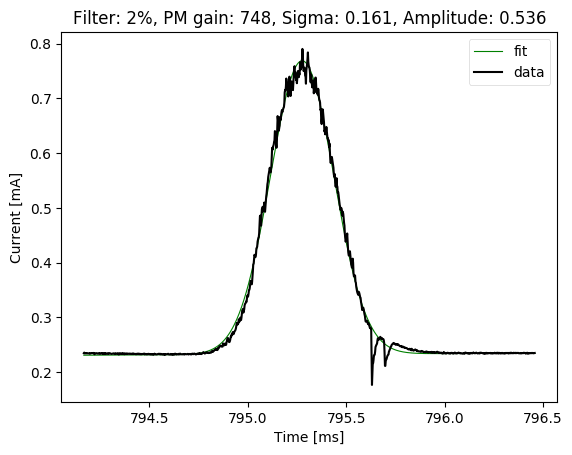 Filter: 2%, PM gain: 748, Sigma: 0.161, Amplitude: 0.536
fit
data
0.8
0.7
0.6
0.5
0.4
0.3
0.2
Current [mA]
794.5 795.0 795.5 796.0 796.5
Time [ms]